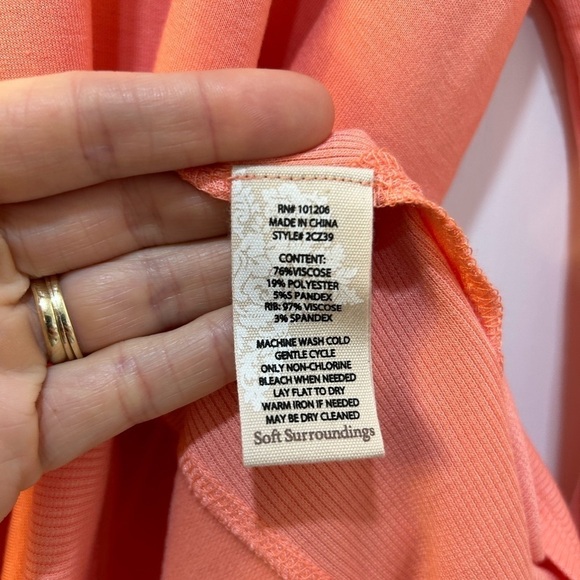 RN# 101206
MADE IN CHINA
STYLE# 2CZ39
CONTENT:
76%VISCOSE
19% POLYESTER
5%S PANDEX
RIB: 97% VISCOSE
3% SPANDEX
MACHINE WASH COLD
GENTLE CYCLE
ONLY NON-CHLORINE
BLEACH WHEN NEEDED
LAY FLAT TO DRY
WARM IRON IF NEEDED
MAY BE DRY CLEANED
Soft Surroundings